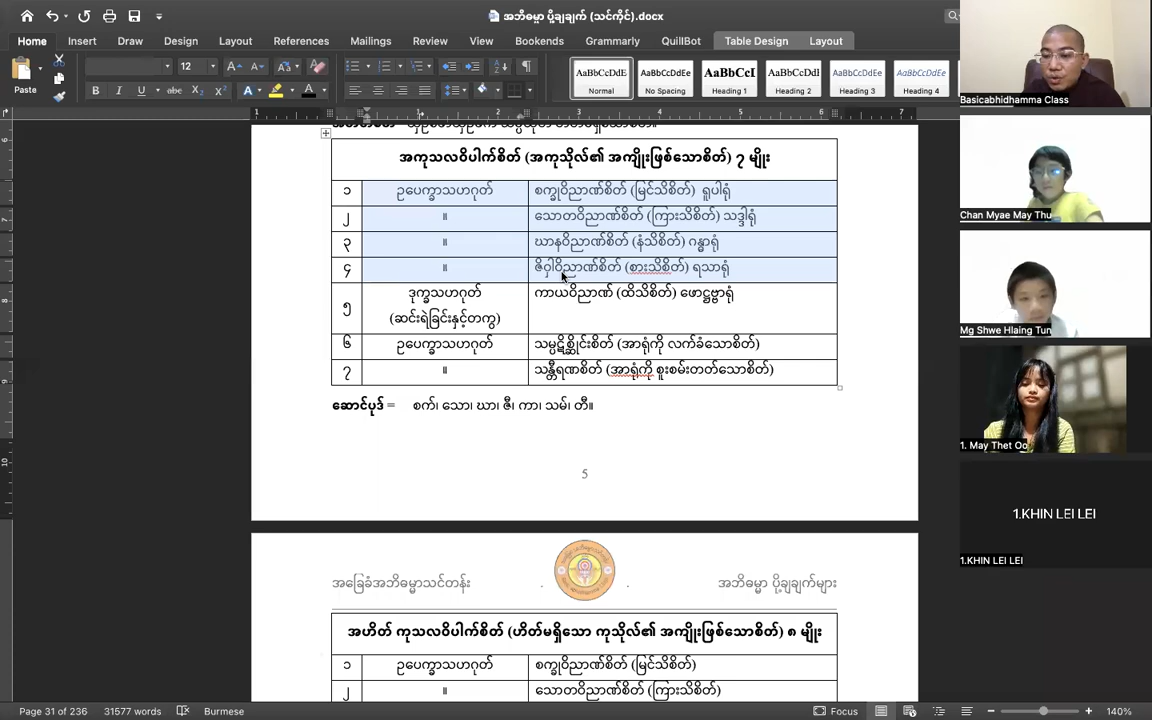 အဘိဓမ္မာ ပို့ချချက် (သင်ကိုင်).docx
Home Insert Draw Design Layout References Mailings Review View Bookends Grammarly QuillBot Table Design Layout
Paste
12
AaBbCcDdE AaBbCcDdEe AaBbCcI AaBbCcDdI AaBbCcDdEe AaBbCcDdEe
Normal No Spacing Heading 1 Heading 2 Heading 3 Heading 4
Basicabhidhamma Class
အကုသလဝိပါက်စိတ် (အကုသိုလ်၏ အကျိုးဖြစ်သောစိတ်) ၇ မျိုး
၁ ဥပေက္ခာသဟဂုတ် စက္ခုဝိညာဏ်စိတ် (မြင်သိစိတ်) ရူပါရုံ
၂ ။ သောတဝိညာဏ်စိတ် (ကြားသိစိတ်) သဒ္ဒါရုံ
၃ ။ ဃာနဝိညာဏ်စိတ် (နံသိစိတ်) ဂန္ဓာရုံ
၄ ။ ဇိဝှါဝိညာဏ်စိတ် (စားသိစိတ်) ရသာရုံ
၅ ဒုက္ခသဟဂုတ် (ဆင်းရဲခြင်းနှင့်တကွ) ကာယဝိညာဏ် (ထိသိစိတ်) ဖောဋ္ဌဗ္ဗာရုံ
၆ ဥပေက္ခာသဟဂုတ် သမ္ပဋိစ္ဆိုင်းစိတ် (အာရုံကို လက်ခံသောစိတ်)
၇ ။ သန္တီရဏစိတ် (အာရုံကို စူးစမ်းတတ်သောစိတ်)
ဆောင်ပုဒ် = စက်၊ သော၊ ဃာ၊ ဇီ၊ ကာ၊ သမ်၊ တီ။
5
အခြေခံအဘိဓမ္မာသင်တန်း အဘိဓမ္မာ ပို့ချချက်များ
အဟိတ် ကုသလဝိပါက်စိတ် (ဟိတ်မရှိသော ကုသိုလ်၏ အကျိုးဖြစ်သောစိတ်) ၈ မျိုး
၁ ဥပေက္ခာသဟဂုတ် စက္ခုဝိညာဏ်စိတ် (မြင်သိစိတ်)
၂ ။ သောတဝိညာဏ်စိတ် (ကြားသိစိတ်)
Chan Myae May Thu
Mg Shwe Hlaing Tun
1. May Thet Oo
1.KHIN LEI LEI
1.KHIN LEI LEI
Page 31 of 236 31577 words Burmese Focus 140%